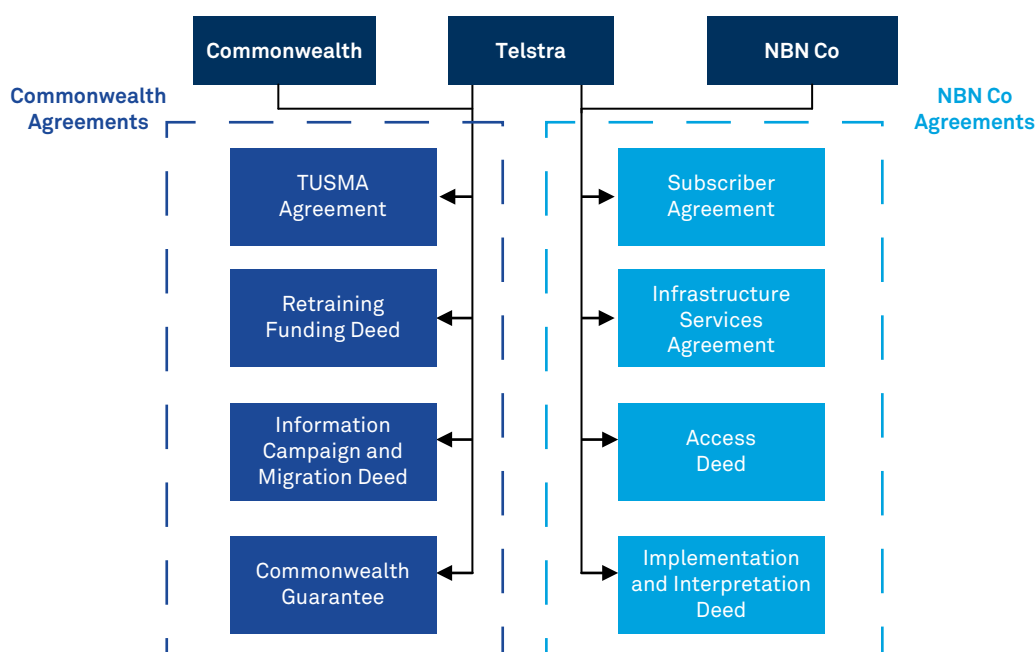 Commonwealth
Telstra
NBN Co
Commonwealth
Agreements
NBN Co
Agreements
TUSMA
Agreement
Subscriber
Agreement
Retraining
Funding Deed
Infrastructure
Services
Agreement
Information
Campaign and
Migration Deed
Access
Deed
Commonwealth
Guarantee
Implementation
and Interpretation
Deed